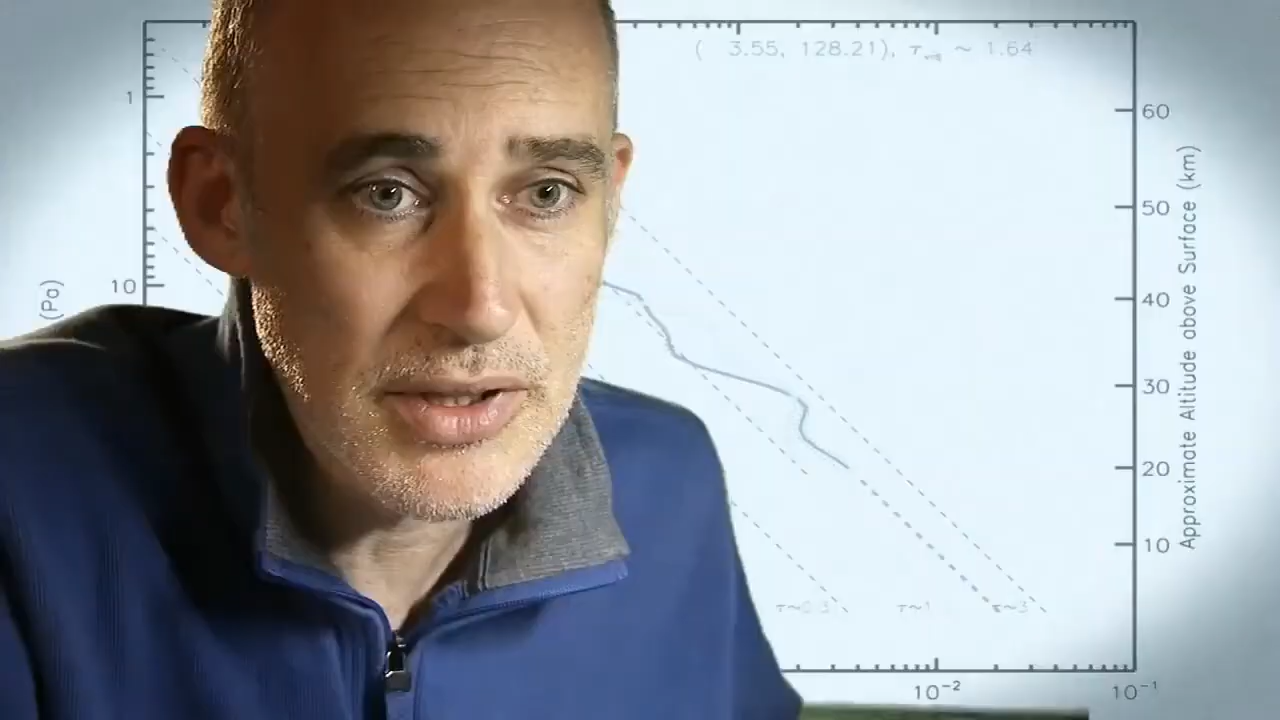 ( 3.55, 128.21), τ ~ 1.64
1
10
(Pa)
60
50
40
30
20
10
Approximate Altitude above Surface (km)
τ~0.3
τ~1
τ~3
10⁻²
10⁻¹